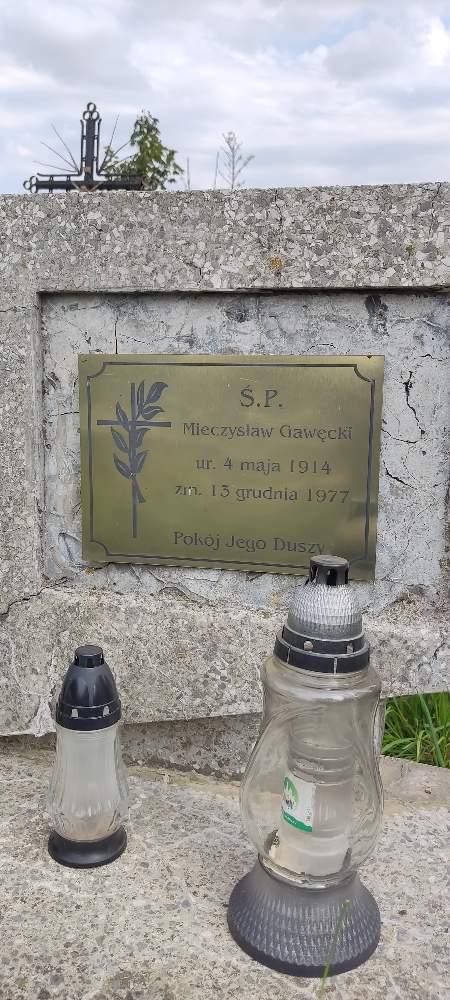 Ś.P.
Mieczysław Gawęcki
ur. 4 maja 1914
zm. 13 grudnia 1977
Pokój Jego Duszy